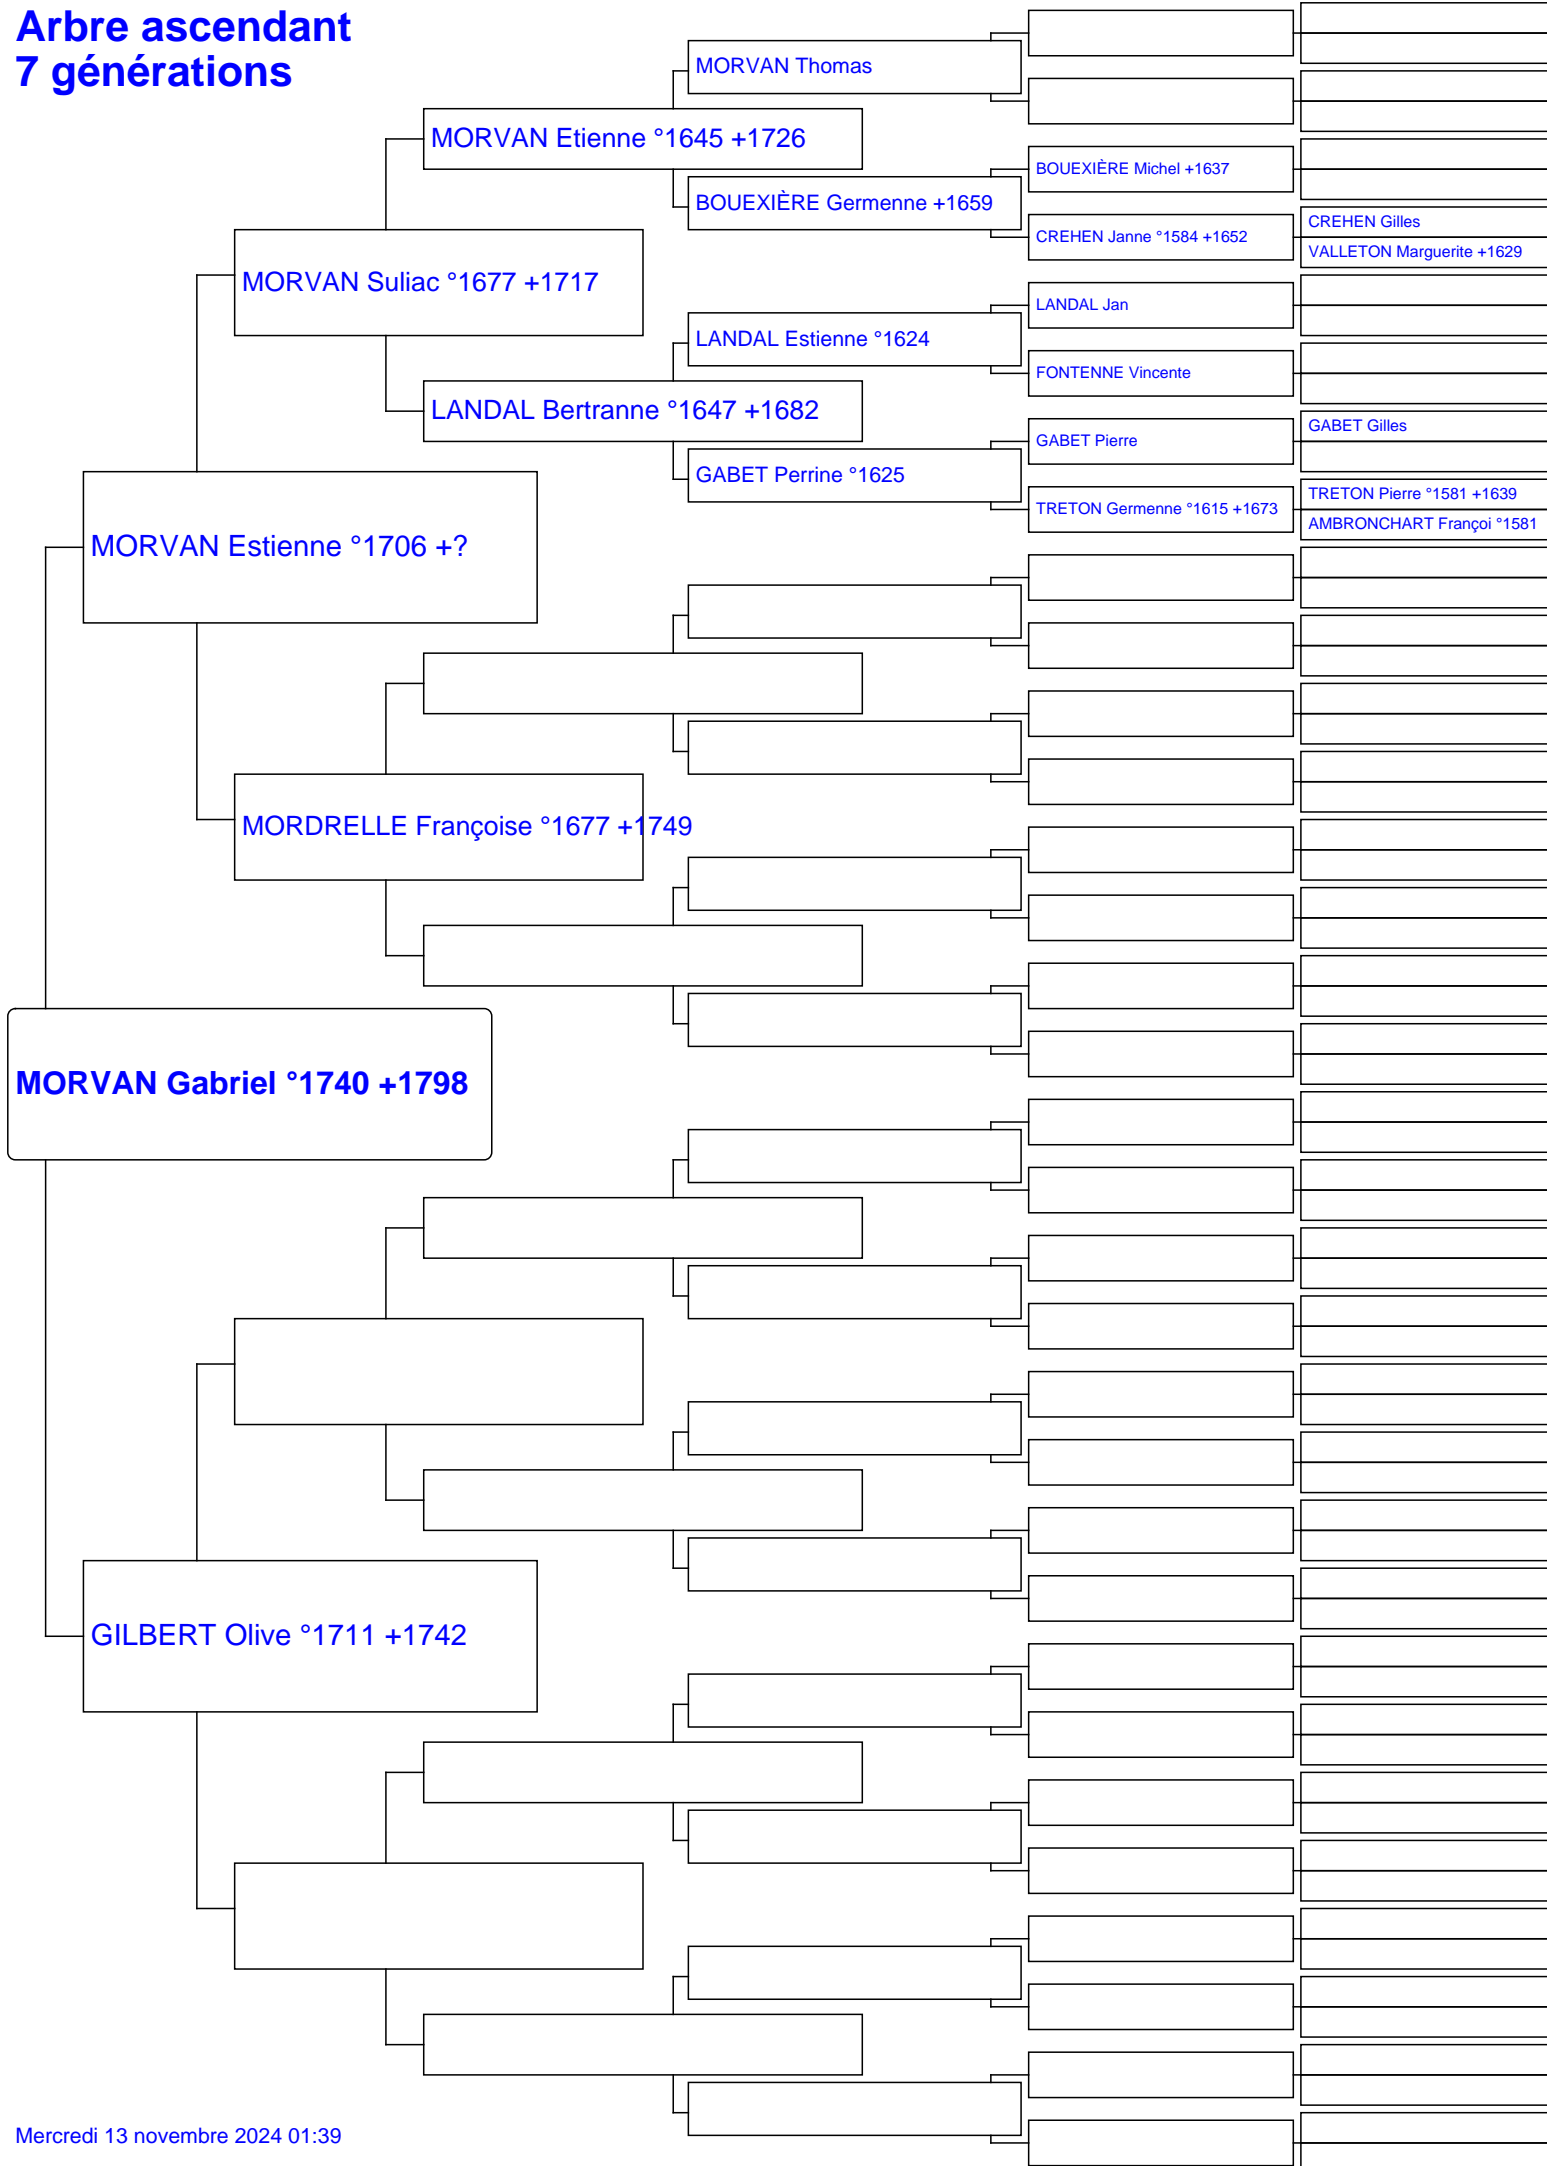 Arbre ascendant
7 générations
MORVAN Thomas
MORVAN Etienne °1645 +1726
BOUEXIÈRE Michel +1637
BOUEXIÈRE Germenne +1659
CREHEN Gilles
CREHEN Janne °1584 +1652
VALLETON Marguerite +1629
MORVAN Suliac °1677 +1717
LANDAL Jan
LANDAL Estienne °1624
FONTENNE Vincente
LANDAL Bertranne °1647 +1682
GABET Gilles
GABET Pierre
GABET Perrine °1625
TRETON Pierre °1581 +1639
TRETON Germenne °1615 +1673
AMBRONCHART Françoi °1581
MORVAN Estienne °1706 +?
MORDRELLE Françoise °1677 +1749
MORVAN Gabriel °1740 +1798
GILBERT Olive °1711 +1742
Mercredi 13 novembre 2024 01:39